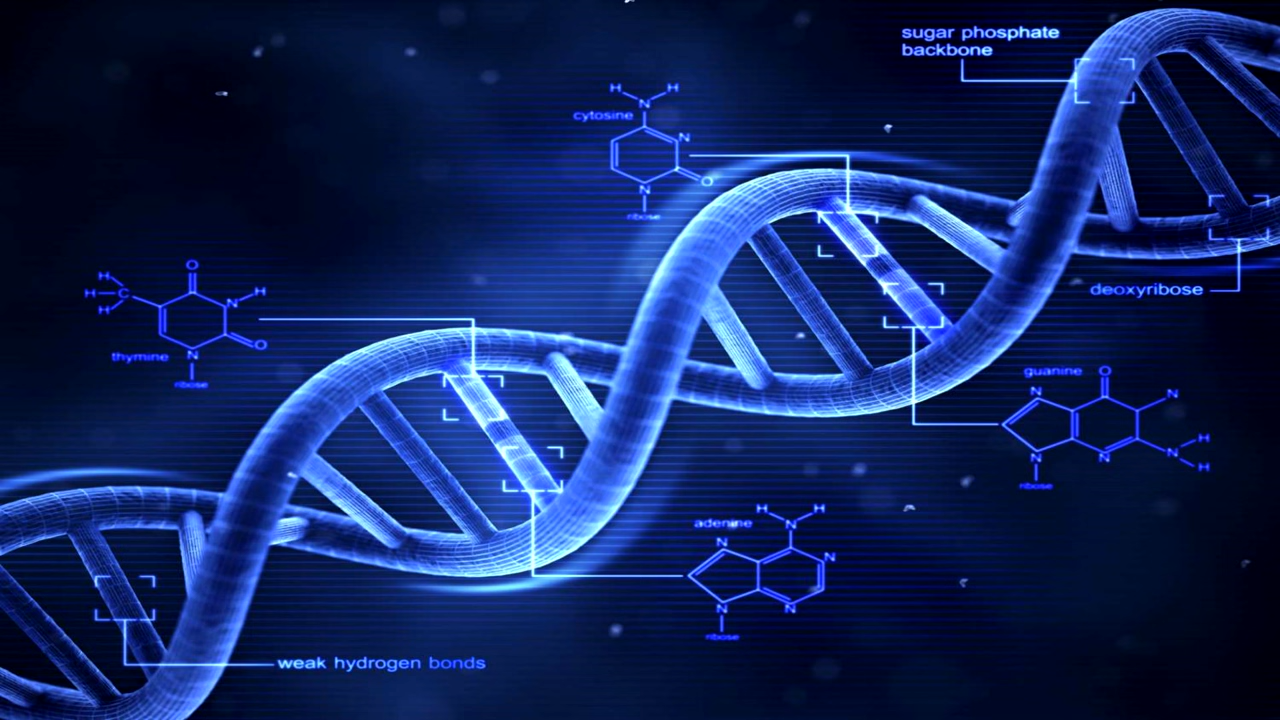 sugar phosphate
backbone
H H
N
cytosine
N
O
N
ribose
O
H
H C N H
H
O
thymine N
ribose
deoxyribose
guanine O
N N
H
N N N
H
ribose
H H
adenine N
N N
N N
ribose
weak hydrogen bonds